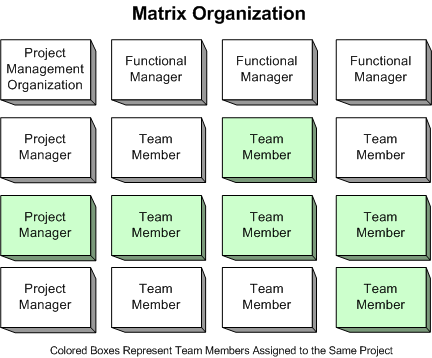 Matrix Organization
Project
Management
Organization
Functional
Manager
Functional
Manager
Functional
Manager
Project
Manager
Team
Member
Team
Member
Team
Member
Project
Manager
Team
Member
Team
Member
Team
Member
Project
Manager
Team
Member
Team
Member
Team
Member
Colored Boxes Represent Team Members Assigned to the Same Project